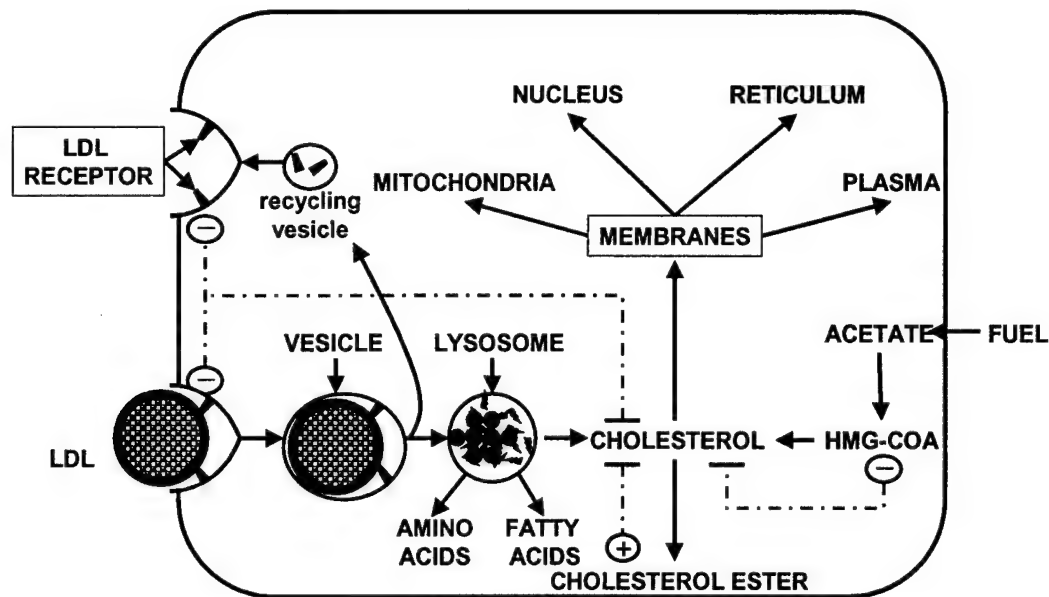 NUCLEUS
RETICULUM
LDL
RECEPTOR
MITOCHONDRIA
PLASMA
recycling
vesicle
MEMBRANES
VESICLE
LYSOSOME
ACETATE
FUEL
LDL
CHOLESTEROL
HMG-COA
AMINO
ACIDS
FATTY
ACIDS
CHOLESTEROL ESTER
−
−
−
+